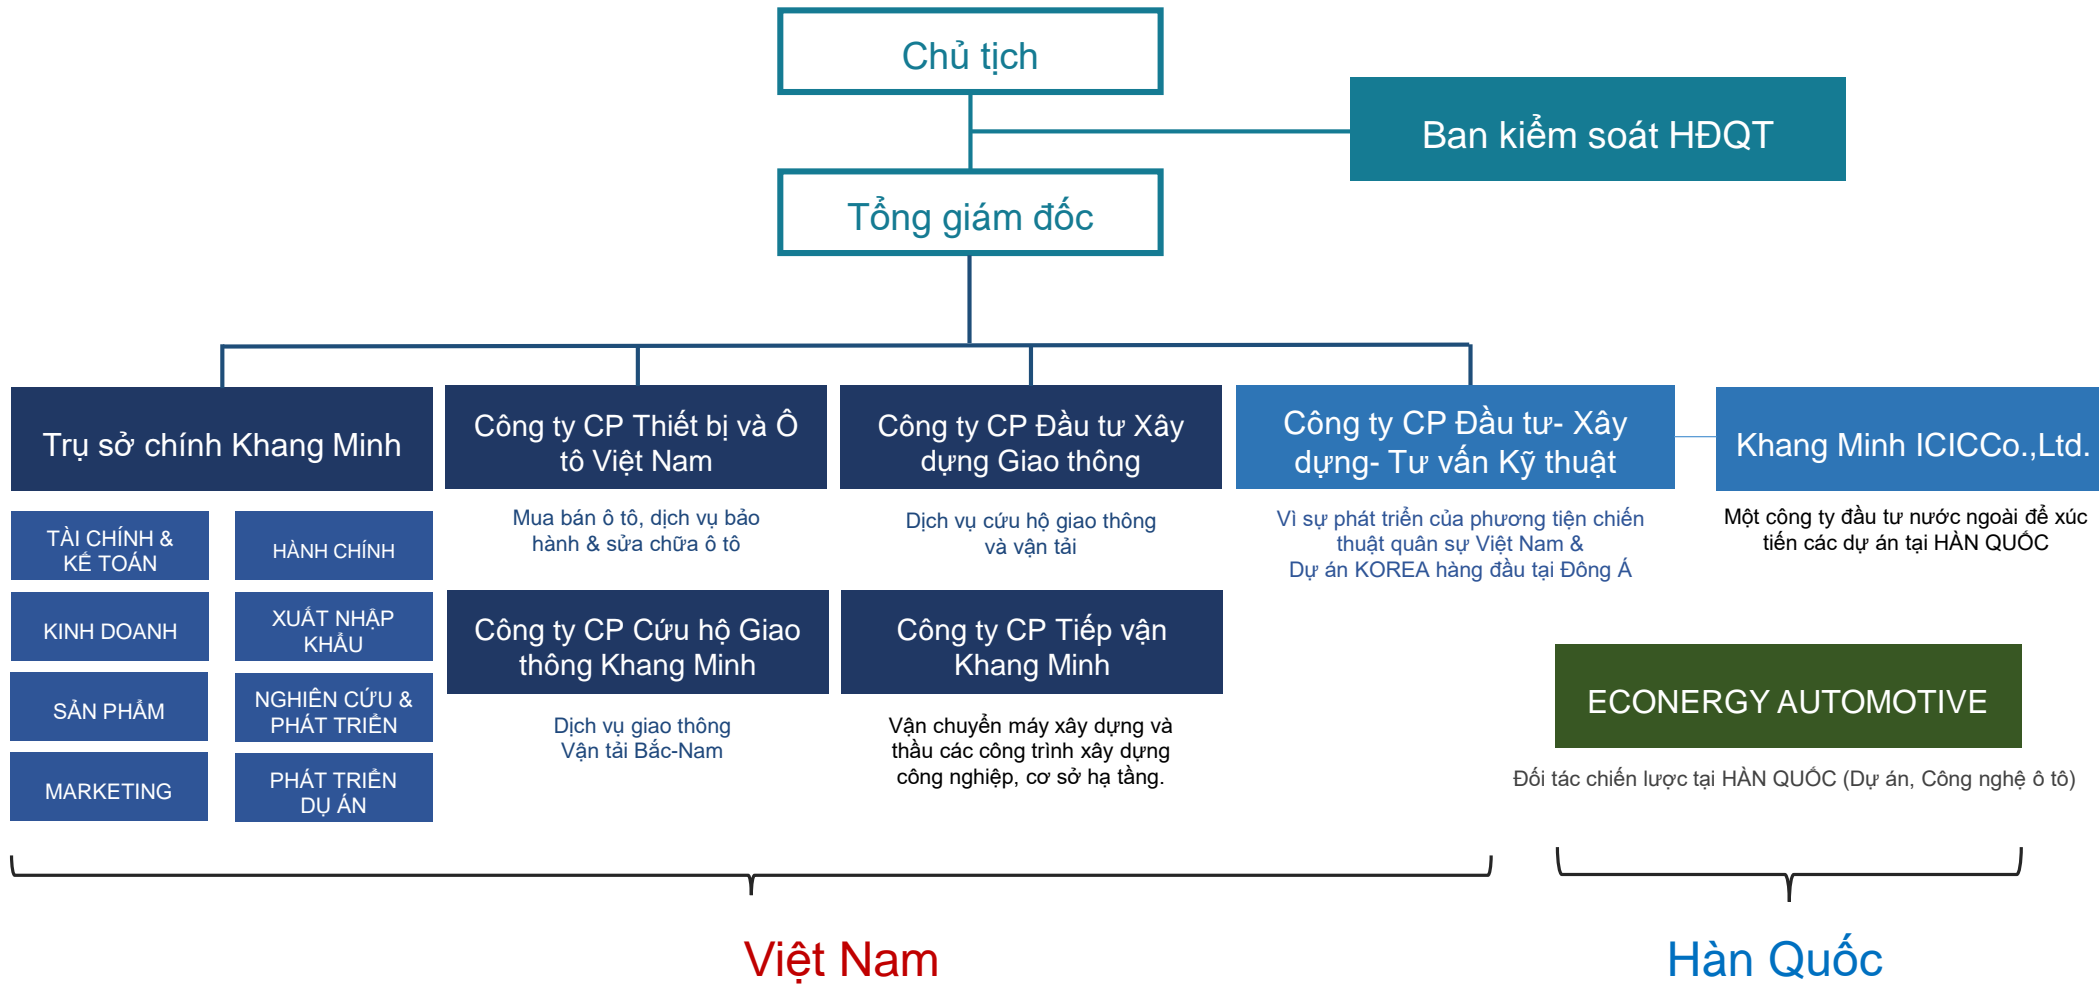 Chủ tịch
Ban kiểm soát HĐQT
Tổng giám đốc
Trụ sở chính Khang Minh
TÀI CHÍNH &
KẾ TOÁN
HÀNH CHÍNH
KINH DOANH
XUẤT NHẬP
KHẨU
SẢN PHẨM
NGHIÊN CỨU &
PHÁT TRIỂN
MARKETING
PHÁT TRIỂN
DỰ ÁN
Công ty CP Thiết bị và Ô
tô Việt Nam
Mua bán ô tô, dịch vụ bảo
hành & sửa chữa ô tô
Công ty CP Cứu hộ Giao
thông Khang Minh
Dịch vụ giao thông
Vận tải Bắc-Nam
Công ty CP Đầu tư Xây
dựng Giao thông
Dịch vụ cứu hộ giao thông
và vận tải
Công ty CP Tiếp vận
Khang Minh
Vận chuyển máy xây dựng và
thầu các công trình xây dựng
công nghiệp, cơ sở hạ tầng.
Công ty CP Đầu tư- Xây
dựng- Tư vấn Kỹ thuật
Vì sự phát triển của phương tiện chiến
thuật quân sự Việt Nam &
Dự án KOREA hàng đầu tại Đông Á
Khang Minh ICICCo.,Ltd.
Một công ty đầu tư nước ngoài để xúc
tiến các dự án tại HÀN QUỐC
ECONERGY AUTOMOTIVE
Đối tác chiến lược tại HÀN QUỐC (Dự án, Công nghệ ô tô)
Việt Nam
Hàn Quốc